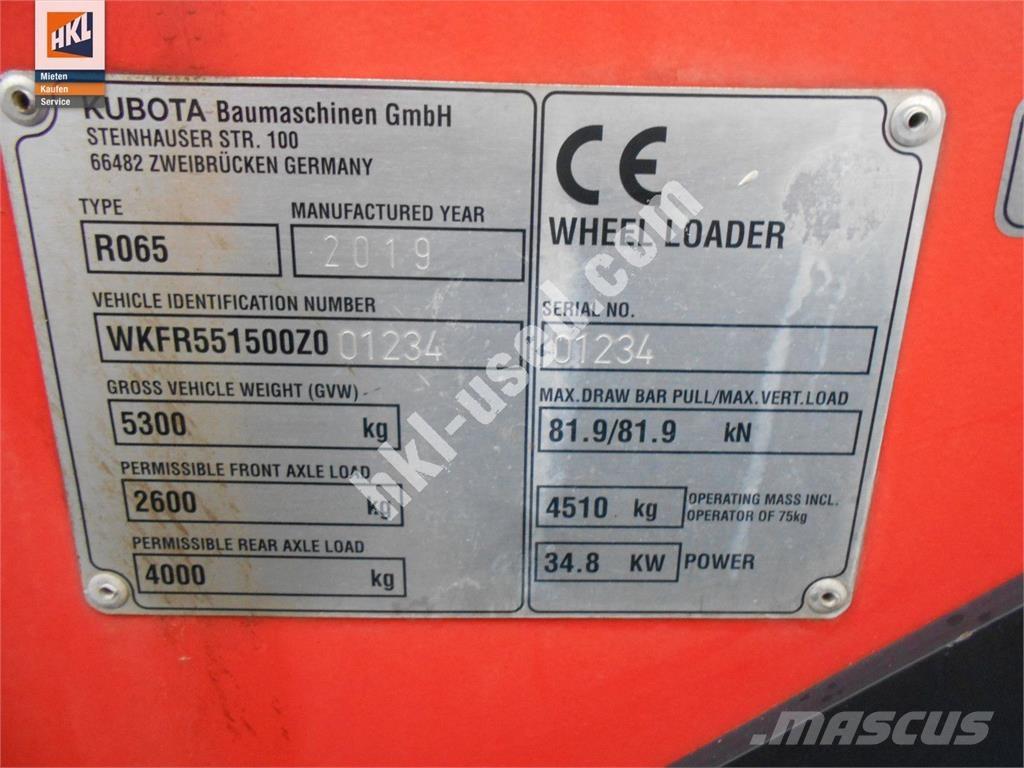 HKL
Mieten
Kaufen
Service
KUBOTA Baumaschinen GmbH
STEINHAUSER STR. 100
66482 ZWEIBRÜCKEN GERMANY
TYPE
R065
MANUFACTURED YEAR
2019
VEHICLE IDENTIFICATION NUMBER
WKFR551500Z0 01234
GROSS VEHICLE WEIGHT (GVW)
5300 kg
PERMISSIBLE FRONT AXLE LOAD
2600 kg
PERMISSIBLE REAR AXLE LOAD
4000 kg
CE
WHEEL LOADER
SERIAL NO.
01234
MAX.DRAW BAR PULL/MAX.VERT.LOAD
81.9/81.9 kN
4510 kg
OPERATING MASS INCL.
OPERATOR OF 75kg
34.8 KW POWER
hkl-used.com
MASCUS